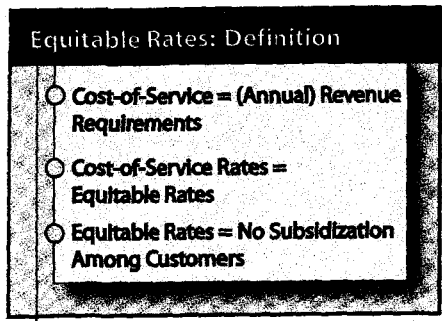 Equitable Rates: Definition
Cost-of-Service = (Annual) Revenue
Requirements
Cost-of-Service Rates =
Equitable Rates
Equitable Rates = No Subsidization
Among Customers